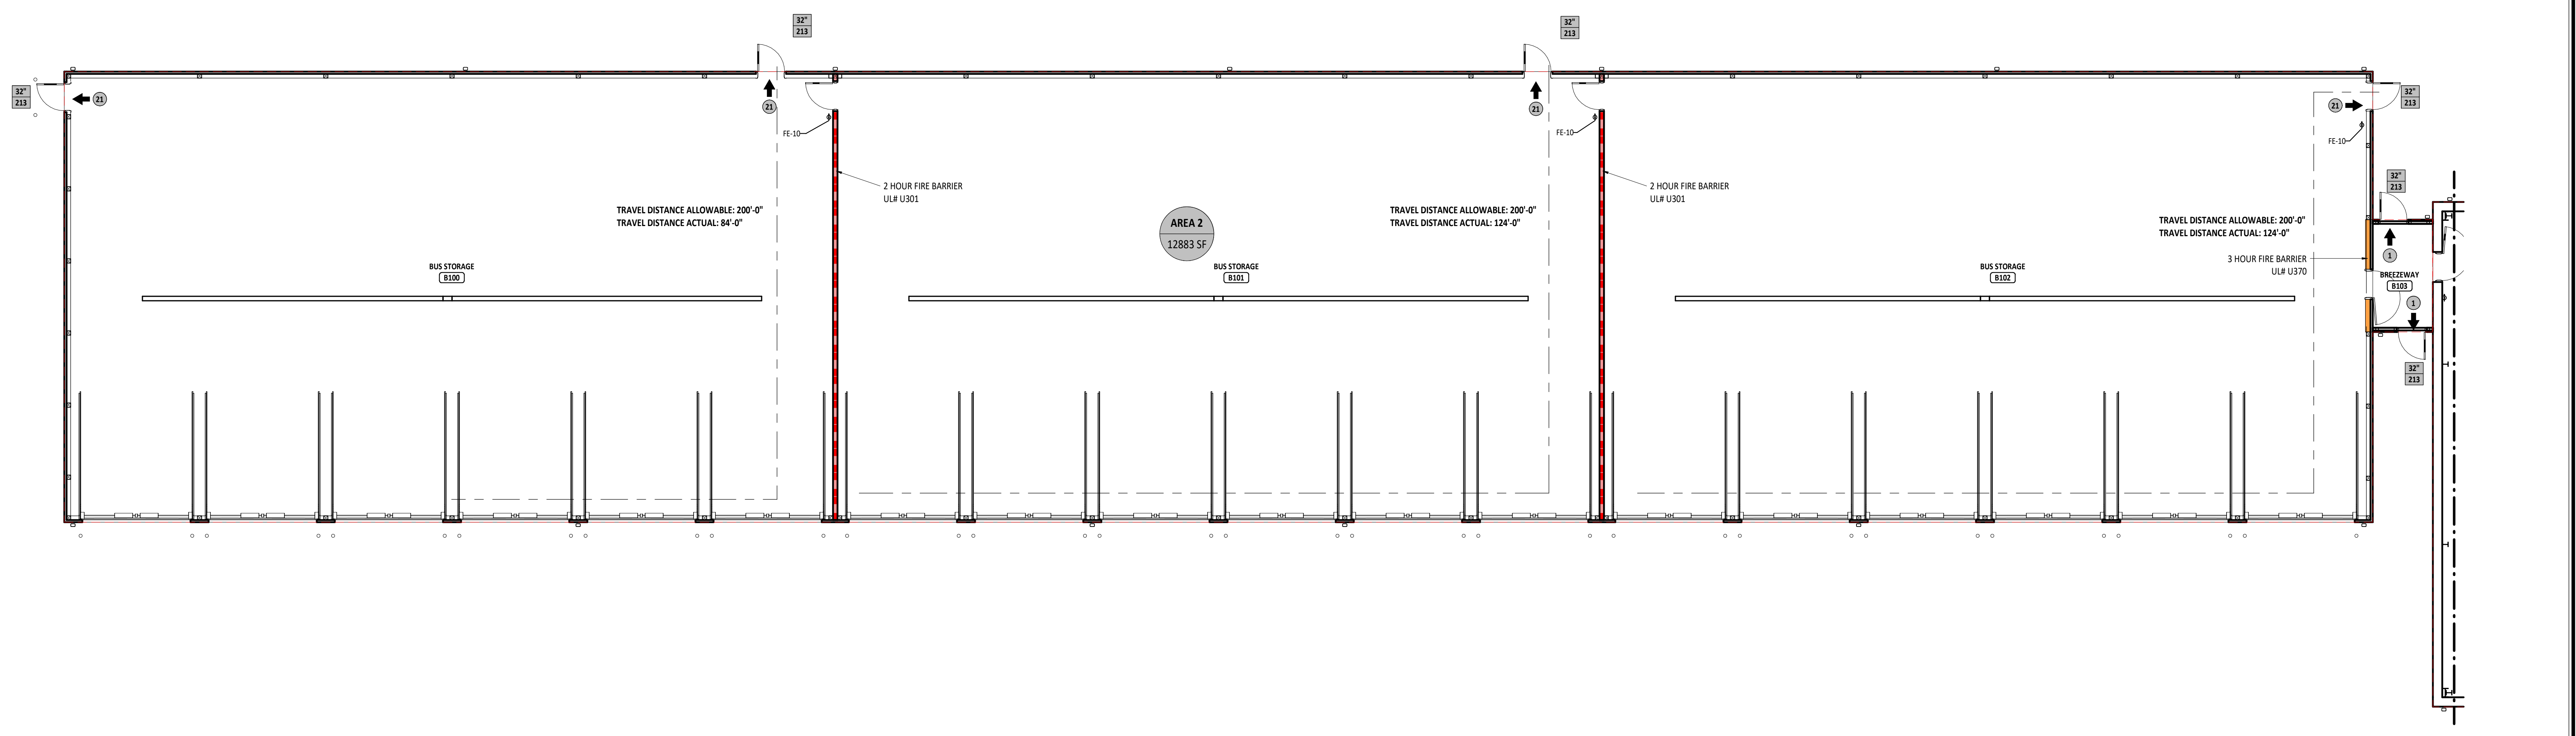 32"
213
32"
213
32"
213
21
21
21
21
32"
213
FE-10
FE-10
FE-10
2 HOUR FIRE BARRIER
UL# U301
2 HOUR FIRE BARRIER
UL# U301
32"
213
TRAVEL DISTANCE ALLOWABLE: 200'-0"
TRAVEL DISTANCE ACTUAL: 84'-0"
AREA 2
12883 SF
TRAVEL DISTANCE ALLOWABLE: 200'-0"
TRAVEL DISTANCE ACTUAL: 124'-0"
TRAVEL DISTANCE ALLOWABLE: 200'-0"
TRAVEL DISTANCE ACTUAL: 124'-0"
3 HOUR FIRE BARRIER
UL# U370
1
BUS STORAGE
B100
BUS STORAGE
B101
BUS STORAGE
B102
BREEZEWAY
B103
1
32"
213